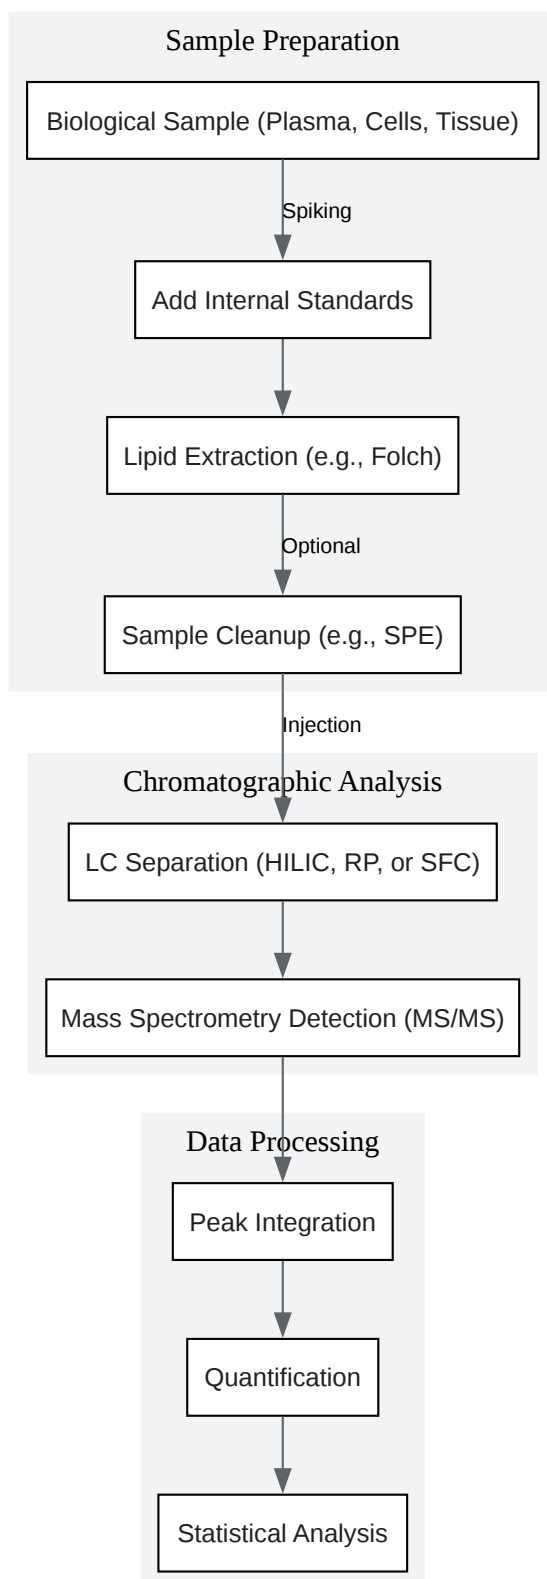 Sample Preparation
Biological Sample (Plasma, Cells, Tissue)
Spiking
Add Internal Standards
Lipid Extraction (e.g., Folch)
Optional
Sample Cleanup (e.g., SPE)
Injection
Chromatographic Analysis
LC Separation (HILIC, RP, or SFC)
Mass Spectrometry Detection (MS/MS)
Data Processing
Peak Integration
Quantification
Statistical Analysis